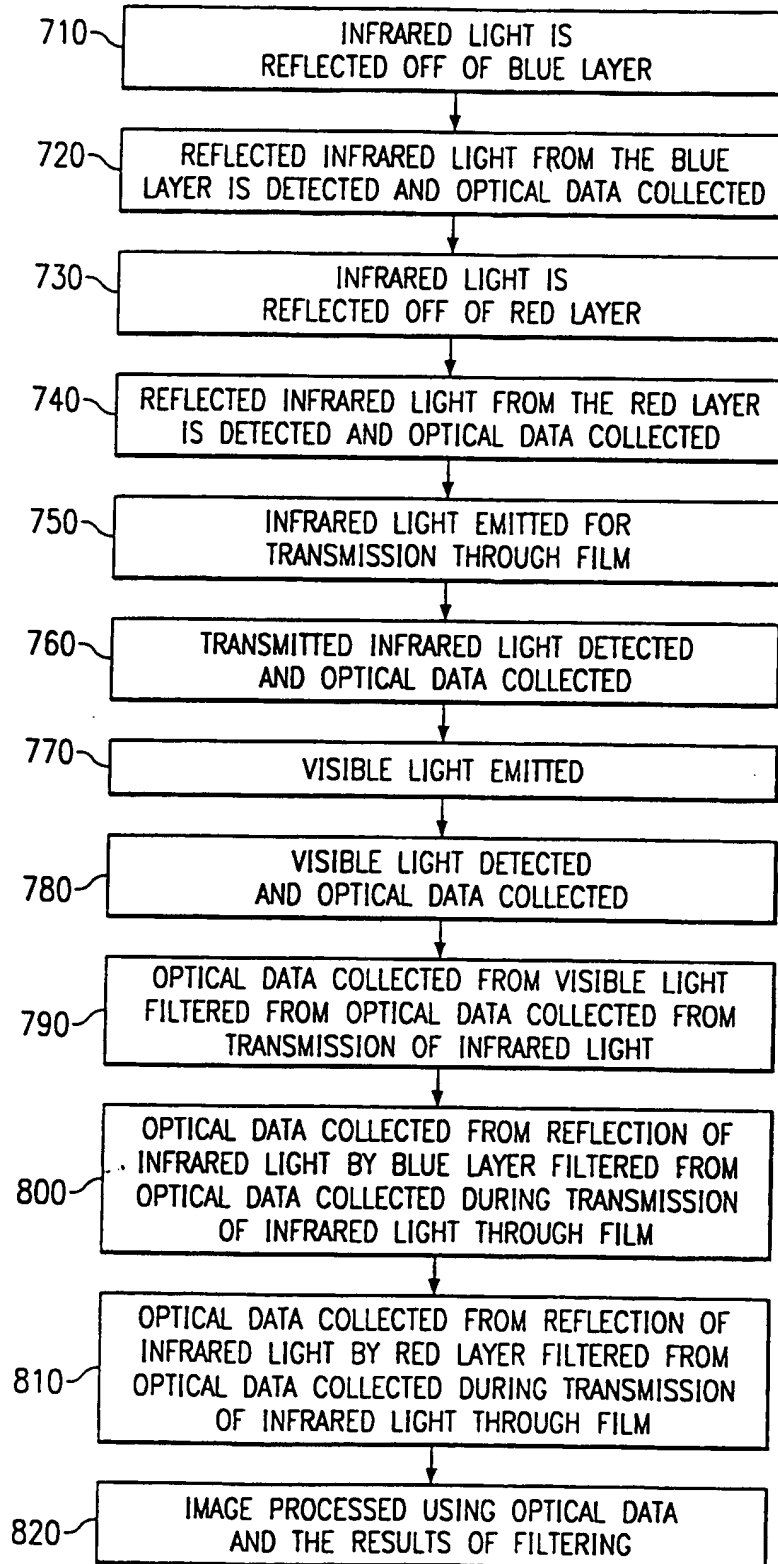 710
INFRARED LIGHT IS
REFLECTED OFF OF BLUE LAYER
720
REFLECTED INFRARED LIGHT FROM THE BLUE
LAYER IS DETECTED AND OPTICAL DATA COLLECTED
730
INFRARED LIGHT IS
REFLECTED OFF OF RED LAYER
740
REFLECTED INFRARED LIGHT FROM THE RED LAYER
IS DETECTED AND OPTICAL DATA COLLECTED
750
INFRARED LIGHT EMITTED FOR
TRANSMISSION THROUGH FILM
760
TRANSMITTED INFRARED LIGHT DETECTED
AND OPTICAL DATA COLLECTED
770
VISIBLE LIGHT EMITTED
780
VISIBLE LIGHT DETECTED
AND OPTICAL DATA COLLECTED
790
OPTICAL DATA COLLECTED FROM VISIBLE LIGHT
FILTERED FROM OPTICAL DATA COLLECTED FROM
TRANSMISSION OF INFRARED LIGHT
800
OPTICAL DATA COLLECTED FROM REFLECTION OF
INFRARED LIGHT BY BLUE LAYER FILTERED FROM
OPTICAL DATA COLLECTED DURING TRANSMISSION
OF INFRARED LIGHT THROUGH FILM
810
OPTICAL DATA COLLECTED FROM REFLECTION OF
INFRARED LIGHT BY RED LAYER FILTERED FROM
OPTICAL DATA COLLECTED DURING TRANSMISSION
OF INFRARED LIGHT THROUGH FILM
820
IMAGE PROCESSED USING OPTICAL DATA
AND THE RESULTS OF FILTERING